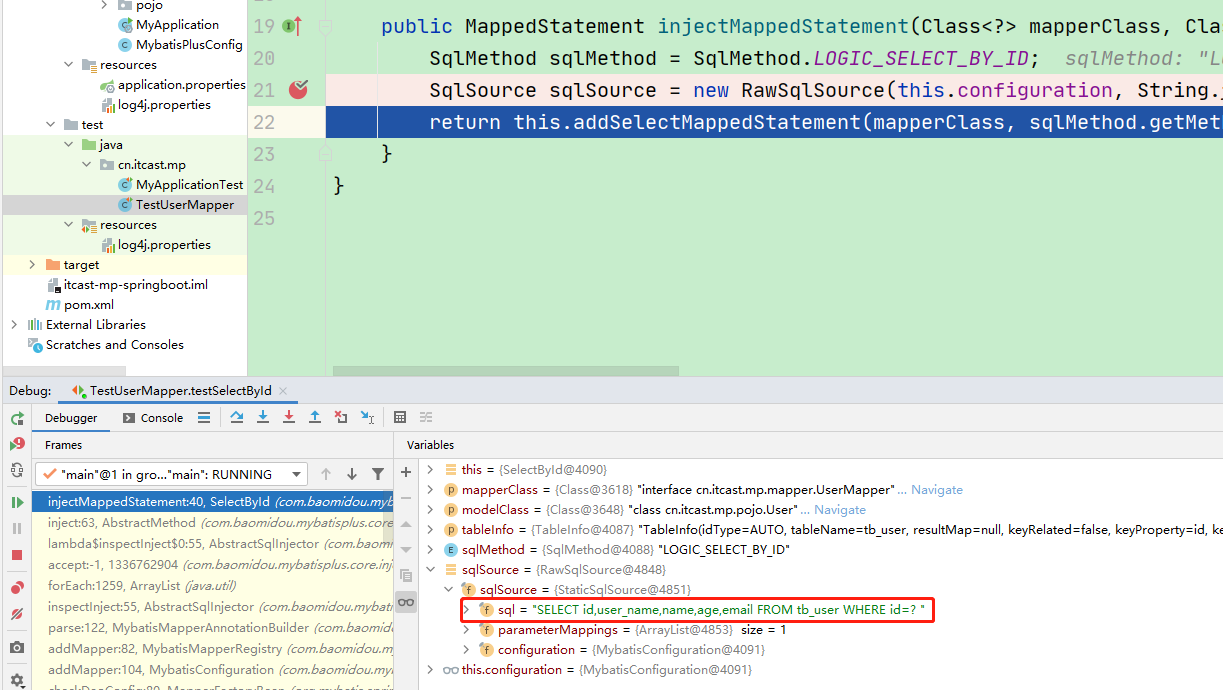 pojo
MyApplication
MybatisPlusConfig
resources
application.properties
log4j.properties
test
java
cn.itcast.mp
MyApplicationTest
TestUserMapper
resources
log4j.properties
target
itcast-mp-springboot.iml
pom.xml
External Libraries
Scratches and Consoles
19 public MappedStatement injectMappedStatement(Class<?> mapperClass, Clas
20 SqlMethod sqlMethod = SqlMethod.LOGIC_SELECT_BY_ID; sqlMethod: "L
21 SqlSource sqlSource = new RawSqlSource(this.configuration, String.
22 return this.addSelectMappedStatement(mapperClass, sqlMethod.getMet
23 }
24 }
25
Debug: TestUserMapper.testSelectById
Debugger Console
Frames
"main"@1 in gro..."main": RUNNING
injectMappedStatement:40, SelectById (com.baomidou.myb
inject:63, AbstractMethod (com.baomidou.mybatisplus.core
lambda$inspectInject$0:55, AbstractSqlInjector (com.baomi
accept:-1, 1336762904 (com.baomidou.mybatisplus.core.inj
forEach:1259, ArrayList (java.util)
inspectInject:55, AbstractSqlInjector (com.baomidou.mybat
parse:122, MybatisMapperAnnotationBuilder (com.baomido
addMapper:82, MybatisMapperRegistry (com.baomidou.my
addMapper:104, MybatisConfiguration (com.baomidou.my
Variables
this = {SelectById@4090}
mapperClass = {Class@3618} "interface cn.itcast.mp.mapper.UserMapper" ... Navigate
modelClass = {Class@3648} "class cn.itcast.mp.pojo.User" ... Navigate
tableInfo = {TableInfo@4087} "TableInfo(idType=AUTO, tableName=tb_user, resultMap=null, keyRelated=false, keyProperty=id, ke
sqlMethod = {SqlMethod@4088} "LOGIC_SELECT_BY_ID"
sqlSource = {RawSqlSource@4848}
sqlSource = {StaticSqlSource@4851}
sql = "SELECT id,user_name,name,age,email FROM tb_user WHERE id=? "
parameterMappings = {ArrayList@4853} size = 1
configuration = {MybatisConfiguration@4091}
this.configuration = {MybatisConfiguration@4091}